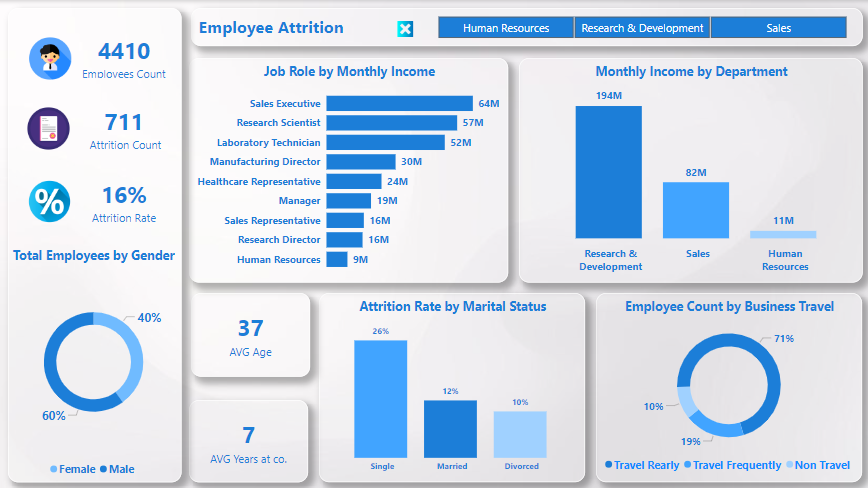 4410
Employees Count
711
Attrition Count
16%
Attrition Rate
Total Employees by Gender
40%
60%
Female Male
Employee Attrition
Human Resources Research & Development Sales
Job Role by Monthly Income
Sales Executive 64M
Research Scientist 57M
Laboratory Technician 52M
Manufacturing Director 30M
Healthcare Representative 24M
Manager 19M
Sales Representative 16M
Research Director 16M
Human Resources 9M
Monthly Income by Department
194M
82M
11M
Research &
Development
Sales
Human
Resources
37
AVG Age
7
AVG Years at co.
Attrition Rate by Marital Status
26%
12%
10%
Single Married Divorced
Employee Count by Business Travel
71%
10%
19%
Travel Rearly Travel Frequently Non Travel